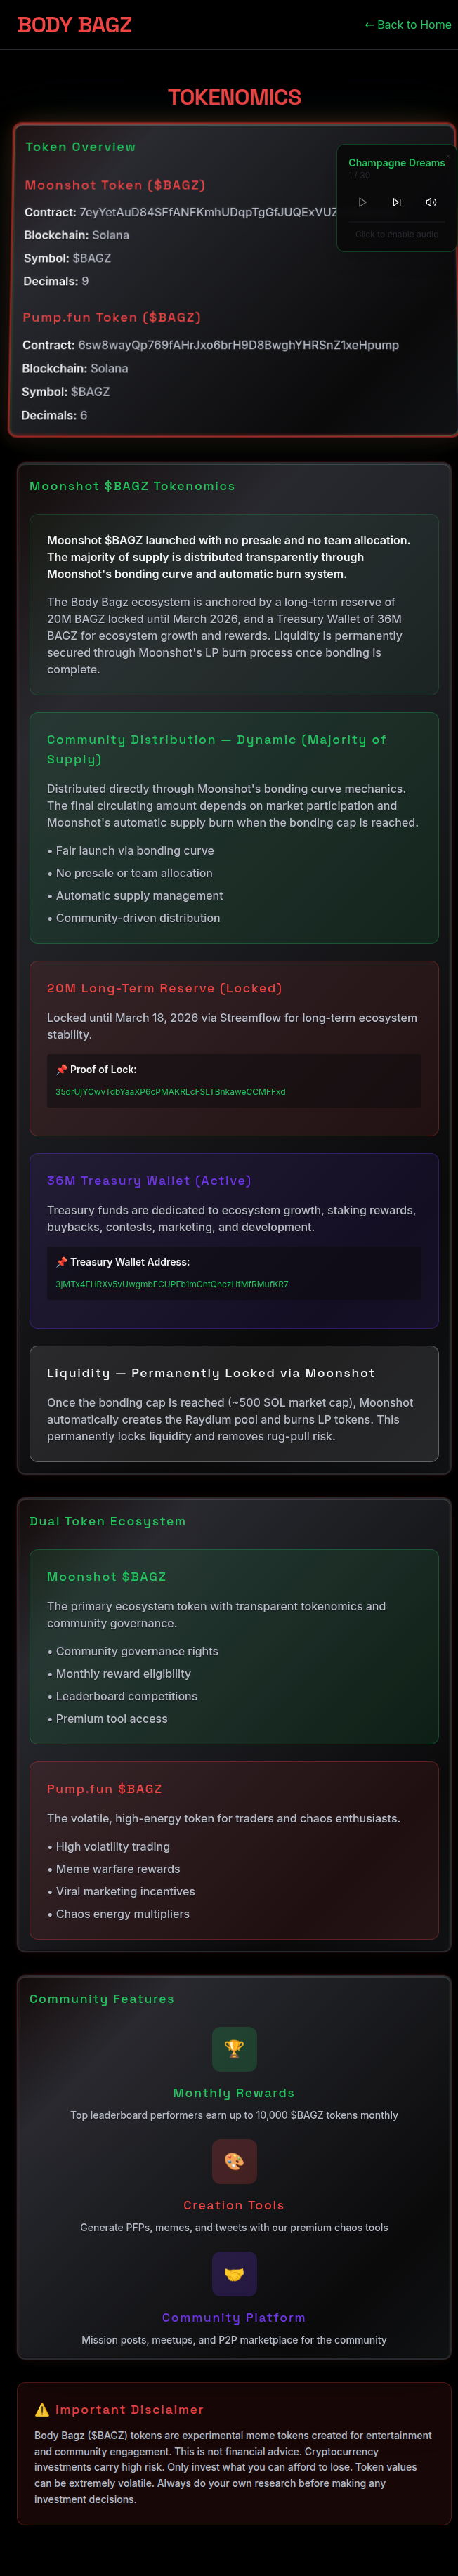 BODY BAGZ
← Back to Home
TOKENOMICS
Token Overview
Champagne Dreams
1 / 30
Click to enable audio
Moonshot Token ($BAGZ)
Contract: 7eyYetAuD84SFfANFKmhUDqpTgGfJUQExVUZ
Blockchain: Solana
Symbol: $BAGZ
Decimals: 9
Pump.fun Token ($BAGZ)
Contract: 6sw8wayQp769fAHrJxo6brH9D8BwghYHRSnZ1xeHpump
Blockchain: Solana
Symbol: $BAGZ
Decimals: 6
Moonshot $BAGZ Tokenomics
Moonshot $BAGZ launched with no presale and no team allocation.
The majority of supply is distributed transparently through
Moonshot's bonding curve and automatic burn system.
The Body Bagz ecosystem is anchored by a long-term reserve of
20M BAGZ locked until March 2026, and a Treasury Wallet of 36M
BAGZ for ecosystem growth and rewards. Liquidity is permanently
secured through Moonshot's LP burn process once bonding is
complete.
Community Distribution — Dynamic (Majority of
Supply)
Distributed directly through Moonshot's bonding curve mechanics.
The final circulating amount depends on market participation and
Moonshot's automatic supply burn when the bonding cap is reached.
• Fair launch via bonding curve
• No presale or team allocation
• Automatic supply management
• Community-driven distribution
20M Long-Term Reserve (Locked)
Locked until March 18, 2026 via Streamflow for long-term ecosystem
stability.
📌 Proof of Lock:
35drUjYCwvTdbYaaXP6cPMAKRLcFSLTBnkaweCCMFFxd
36M Treasury Wallet (Active)
Treasury funds are dedicated to ecosystem growth, staking rewards,
buybacks, contests, marketing, and development.
📌 Treasury Wallet Address:
3jMTx4EHRXv5vUwgmbECUPFb1mGntQnczHfMfRMufKR7
Liquidity — Permanently Locked via Moonshot
Once the bonding cap is reached (~500 SOL market cap), Moonshot
automatically creates the Raydium pool and burns LP tokens. This
permanently locks liquidity and removes rug-pull risk.
Dual Token Ecosystem
Moonshot $BAGZ
The primary ecosystem token with transparent tokenomics and
community governance.
• Community governance rights
• Monthly reward eligibility
• Leaderboard competitions
• Premium tool access
Pump.fun $BAGZ
The volatile, high-energy token for traders and chaos enthusiasts.
• High volatility trading
• Meme warfare rewards
• Viral marketing incentives
• Chaos energy multipliers
Community Features
Monthly Rewards
Top leaderboard performers earn up to 10,000 $BAGZ tokens monthly
Creation Tools
Generate PFPs, memes, and tweets with our premium chaos tools
Community Platform
Mission posts, meetups, and P2P marketplace for the community
⚠️ Important Disclaimer
Body Bagz ($BAGZ) tokens are experimental meme tokens created for entertainment
and community engagement. This is not financial advice. Cryptocurrency
investments carry high risk. Only invest what you can afford to lose. Token values
can be extremely volatile. Always do your own research before making any
investment decisions.